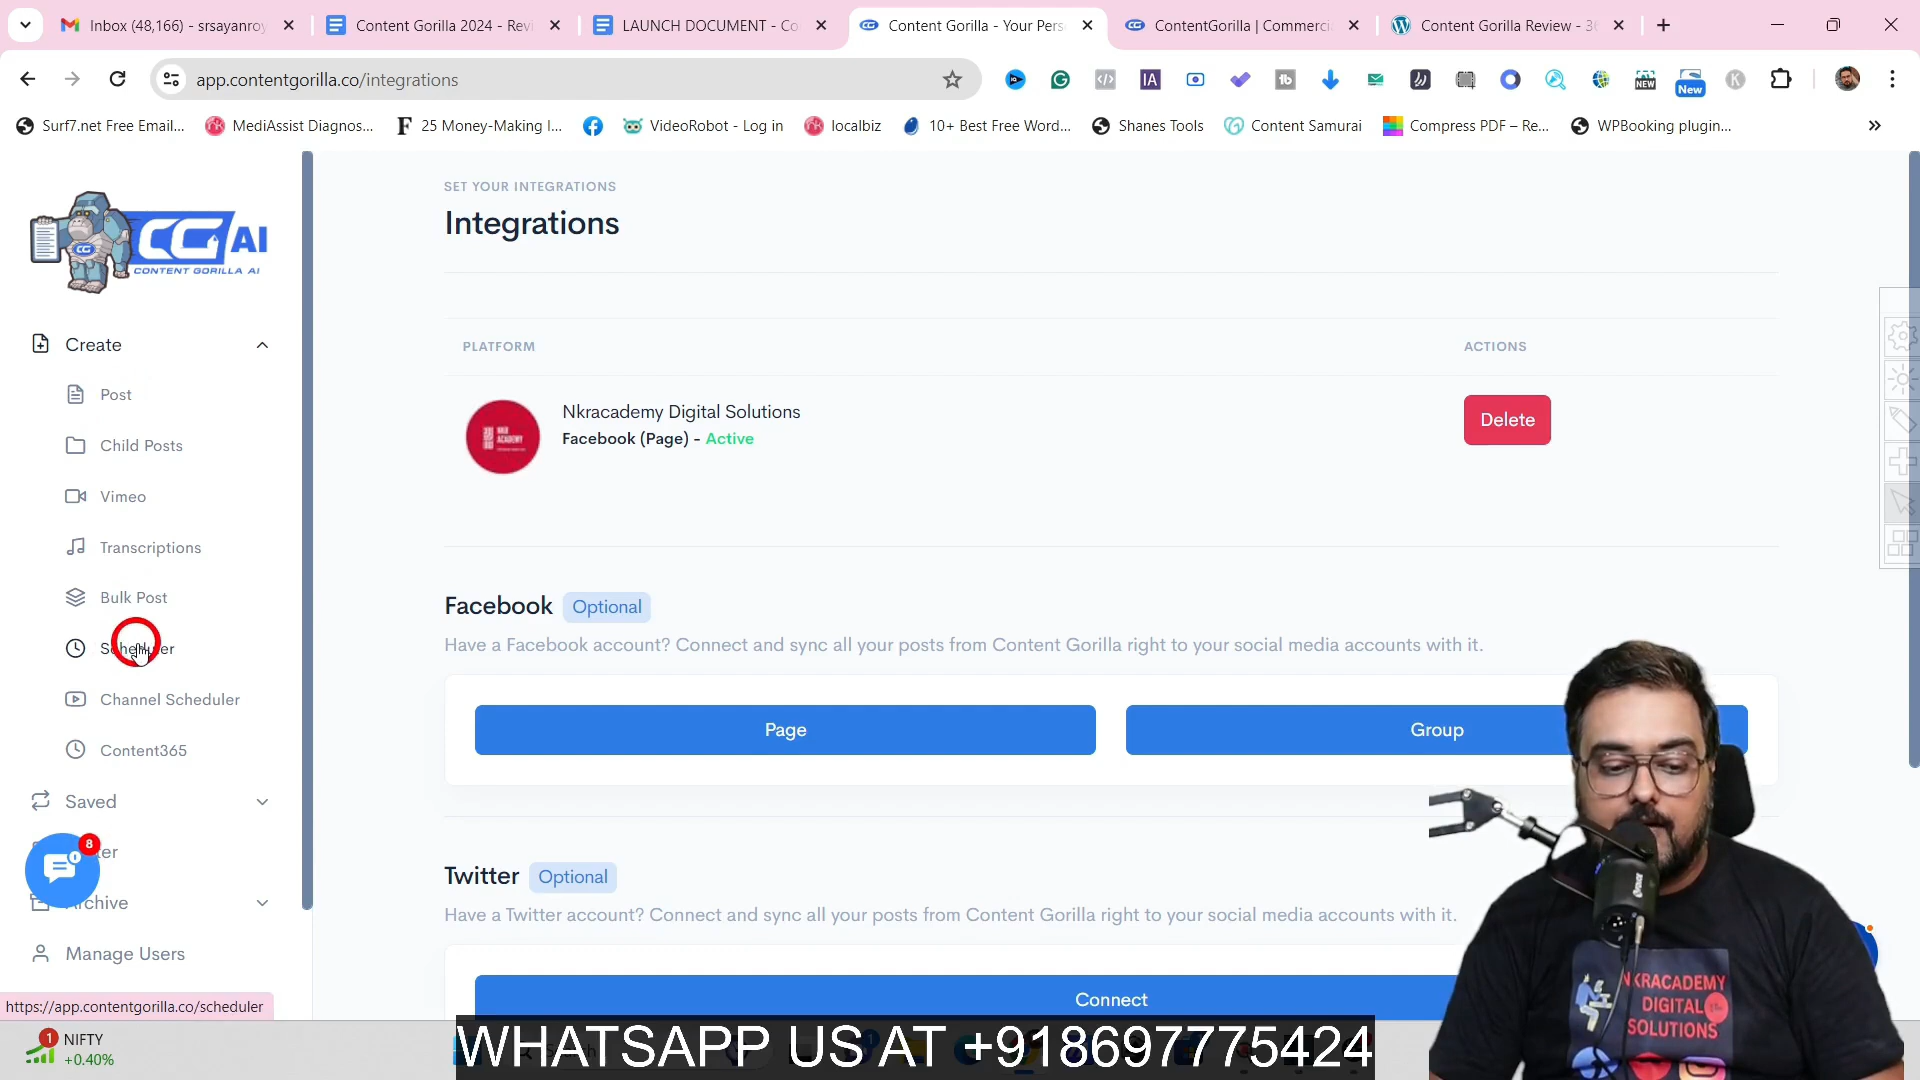 Inbox (48,166) - srsayanroy
Content Gorilla 2024 - Revi
LAUNCH DOCUMENT - Co
Content Gorilla - Your Pers
ContentGorilla | Commerci
Content Gorilla Review - 36
app.contentgorilla.co/integrations
New
Surf7.net Free Email...
MediAssist Diagnos...
25 Money-Making I...
VideoRobot - Log in
localbiz
10+ Best Free Word...
Shanes Tools
Content Samurai
Compress PDF – Re...
WPBooking plugin...
CG AI
CONTENT GORILLA AI
Create
Post
Child Posts
Vimeo
Transcriptions
Bulk Post
Scheduler
Channel Scheduler
Content365
Saved
8
Archive
Manage Users
https://app.contentgorilla.co/scheduler
SET YOUR INTEGRATIONS
Integrations
PLATFORM
ACTIONS
Nkracademy Digital Solutions
Facebook (Page) - Active
Delete
Facebook Optional
Have a Facebook account? Connect and sync all your posts from Content Gorilla right to your social media accounts with it.
Page
Group
Twitter Optional
Have a Twitter account? Connect and sync all your posts from Content Gorilla right to your social media accounts with it.
Connect
NKRACADEMY
DIGITAL
SOLUTIONS
1
NIFTY
+0.40%
WHATSAPP US AT +918697775424